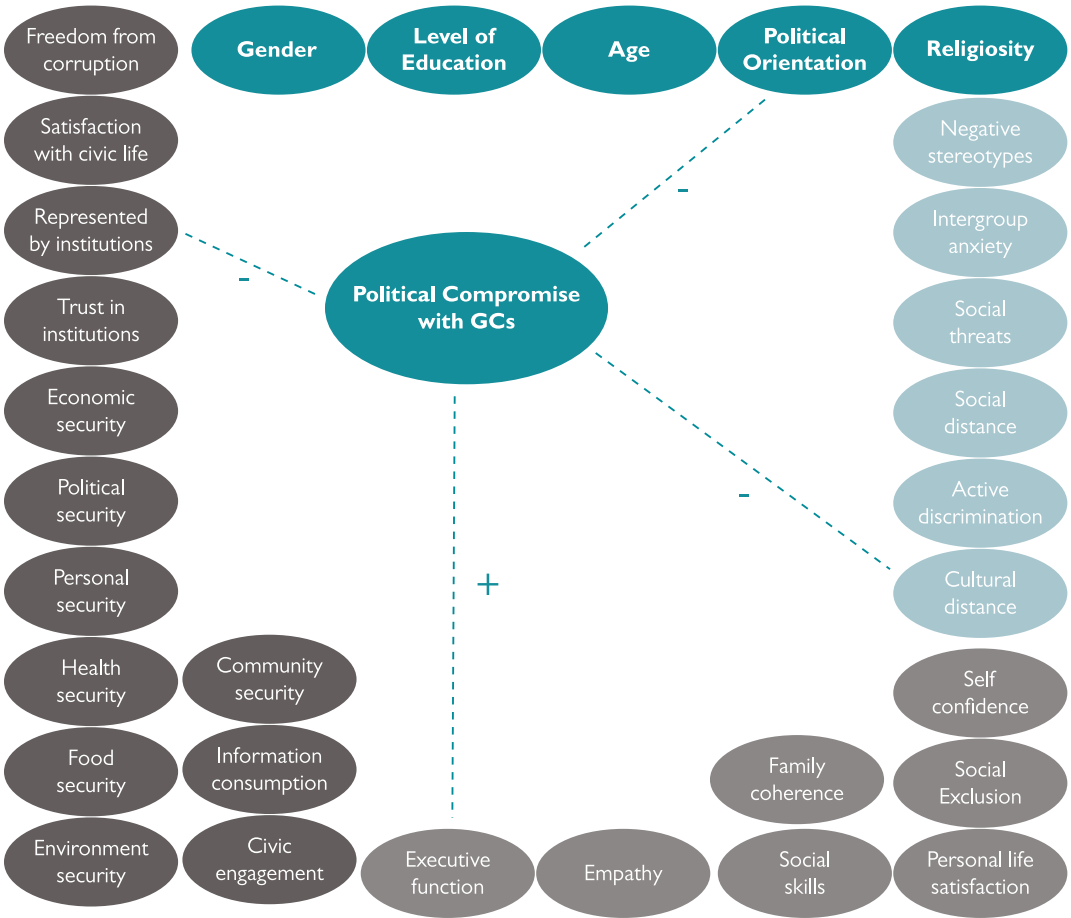 Freedom from
corruption
Gender
Level of
Education
Age
Political
Orientation
Religiosity
Satisfaction
with civic life
Negative
stereotypes
-
Represented
by institutions
Intergroup
anxiety
-
Political Compromise
with GCs
Trust in
institutions
Social
threats
Economic
security
Social
distance
Political
security
-
Active
discrimination
Personal
security
+
Cultural
distance
Health
security
Community
security
Self
confidence
Food
security
Information
consumption
Family
coherence
Social
Exclusion
Environment
security
Civic
engagement
Executive
function
Empathy
Social
skills
Personal life
satisfaction